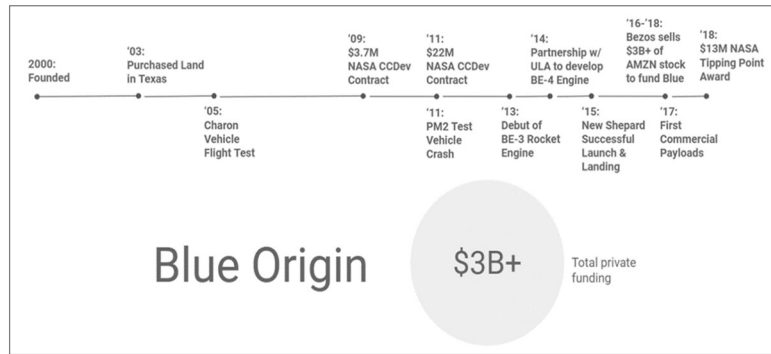 2000:
Founded
‘03:
Purchased Land
in Texas
‘05:
Charon
Vehicle
Flight Test
‘09:
$3.7M
NASA CCDev
Contract
‘11:
$22M
NASA CCDev
Contract
‘11:
PM2 Test
Vehicle
Crash
‘13:
Debut of
BE-3 Rocket
Engine
‘14:
Partnership w/
ULA to develop
BE-4 Engine
‘15:
New Shepard
Successful
Launch &
Landing
‘16-‘18:
Bezos sells
$3B+ of
AMZN stock
to fund Blue
‘17:
First
Commercial
Payloads
‘18:
$13M NASA
Tipping Point
Award
Blue Origin
$3B+
Total private
funding